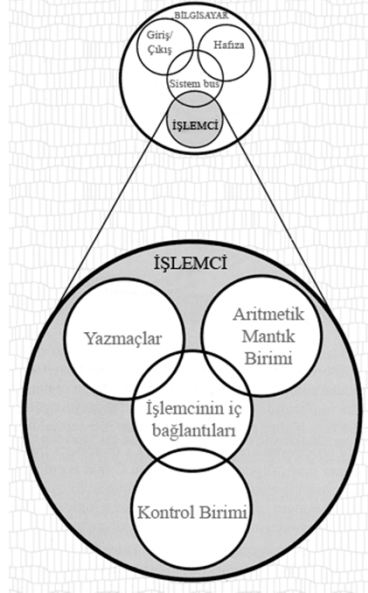 BİLGİSAYAR
Giriş/
Çıkış
Hafıza
Sistem bus
İŞLEMCİ
İŞLEMCİ
Yazmaçlar
Aritmetik
Mantık
Birimi
İşlemcinin iç
bağlantıları
Kontrol Birimi